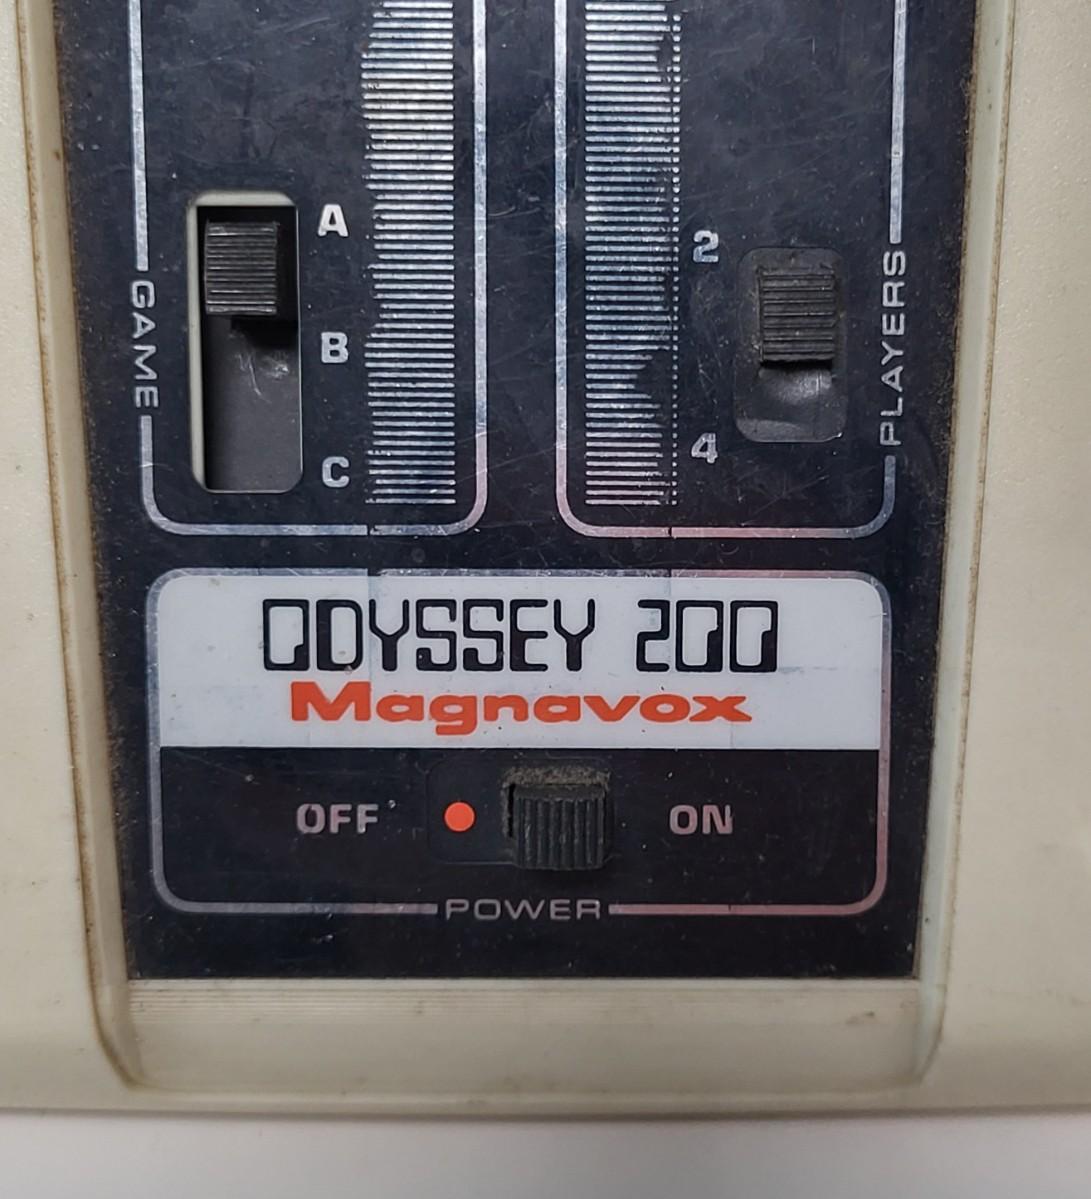 A
B
C
GAME
2
4
PLAYERS
ODYSSEY 200
Magnavox
OFF ON
POWER